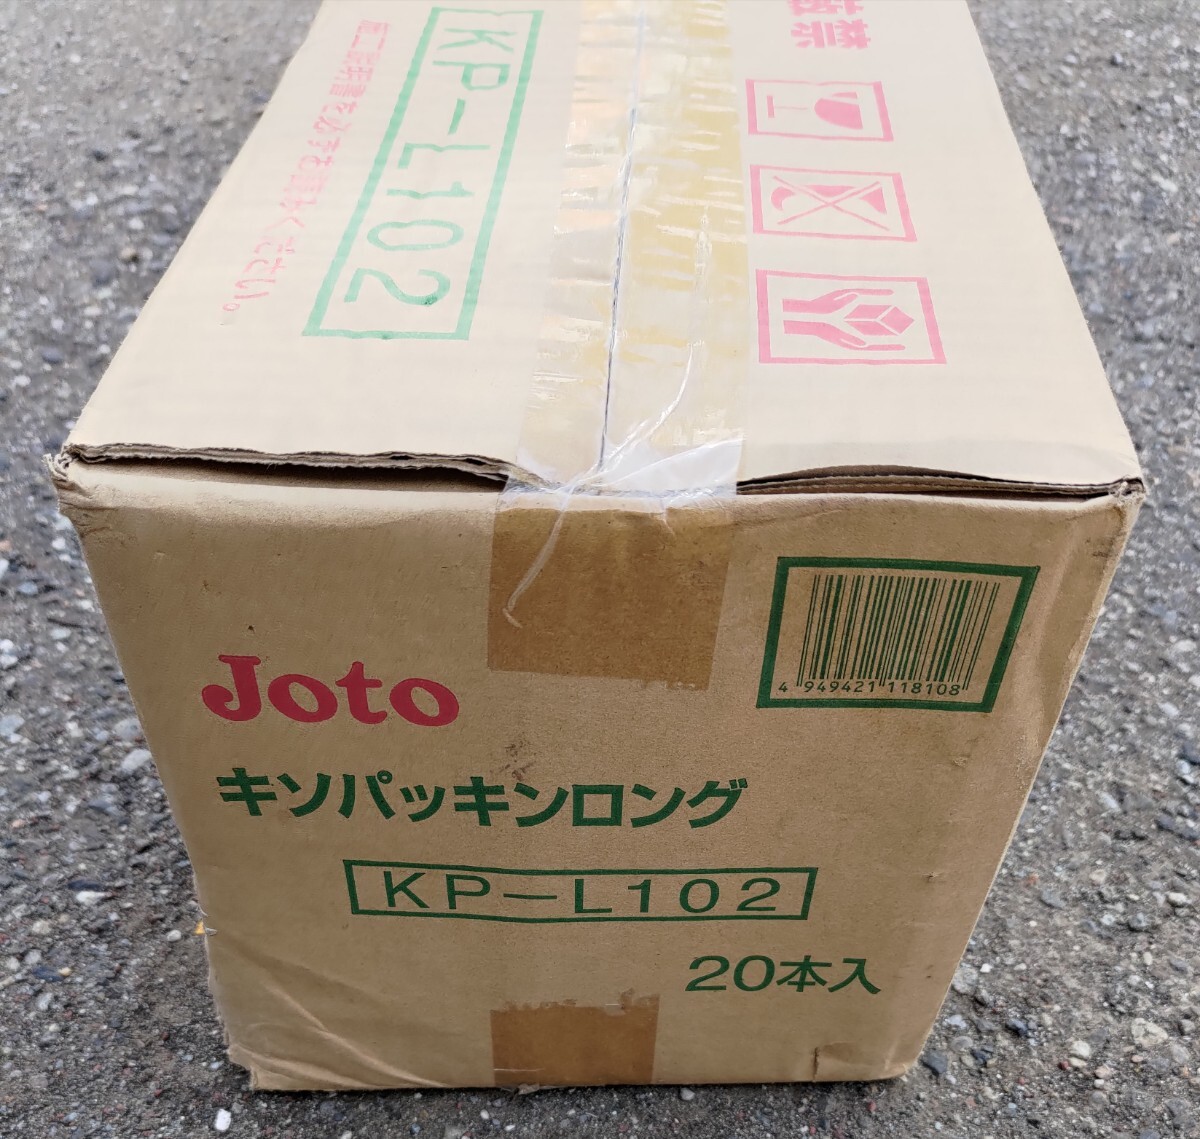 KP-L102
施工説明書を必ずお読みください。
Joto
キソパッキンロング
KP-L102
20本入
4 949421 118108